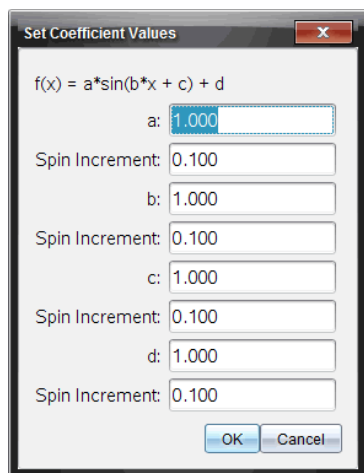 Set Coefficient Values
f(x) = a*sin(b*x + c) + d
a: 1.000
Spin Increment: 0.100
b: 1.000
Spin Increment: 0.100
c: 1.000
Spin Increment: 0.100
d: 1.000
Spin Increment: 0.100
OK Cancel